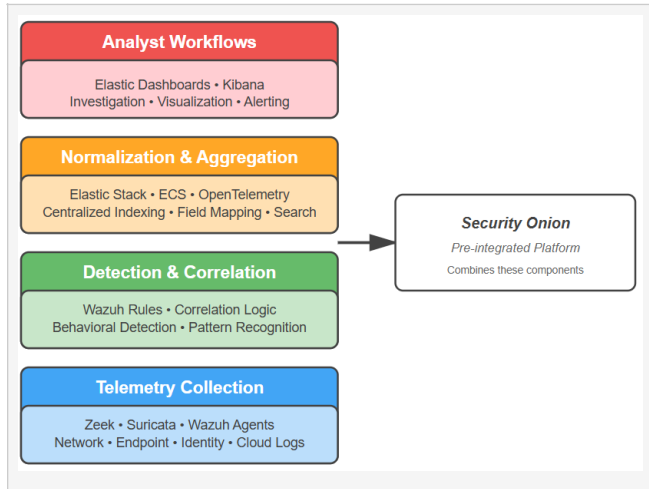 Analyst Workflows
Elastic Dashboards • Kibana
Investigation • Visualization • Alerting
Normalization & Aggregation
Elastic Stack • ECS • OpenTelemetry
Centralized Indexing • Field Mapping • Search
Detection & Correlation
Wazuh Rules • Correlation Logic
Behavioral Detection • Pattern Recognition
Telemetry Collection
Zeek • Suricata • Wazuh Agents
Network • Endpoint • Identity • Cloud Logs
Security Onion
Pre-integrated Platform
Combines these components